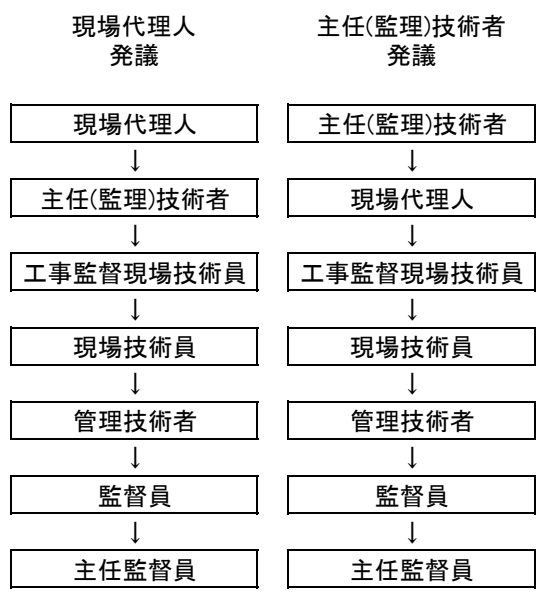 現場代理人
発議
現場代理人
↓
主任(監理)技術者
↓
工事監督現場技術員
↓
現場技術員
↓
管理技術者
↓
監督員
↓
主任監督員
主任(監理)技術者
発議
主任(監理)技術者
↓
現場代理人
↓
工事監督現場技術員
↓
現場技術員
↓
管理技術者
↓
監督員
↓
主任監督員